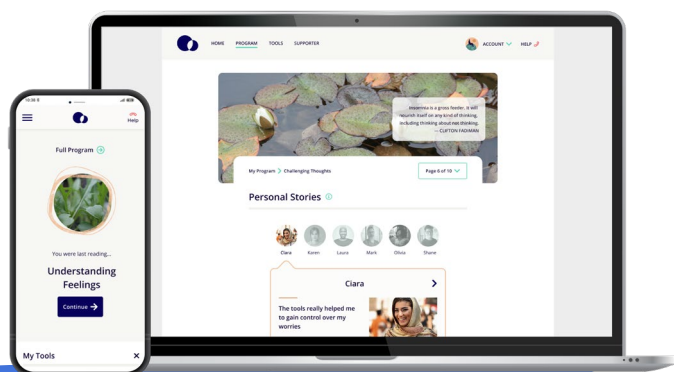 HOME PROGRAM TOOLS SUPPORTER
ACCOUNT HELP
Insomnia is a gross feeder. It will
nourish itself on any kind of thinking,
including thinking about not thinking.
— CLIFTON FADIMAN
My Program > Challenging Thoughts
Page 6 of 10
Personal Stories
Ciara Karen Laura Mark Olivia Shane
Ciara
The tools really helped me
to gain control over my
worries
Help
Full Program
You were last reading...
Understanding
Feelings
Continue
My Tools